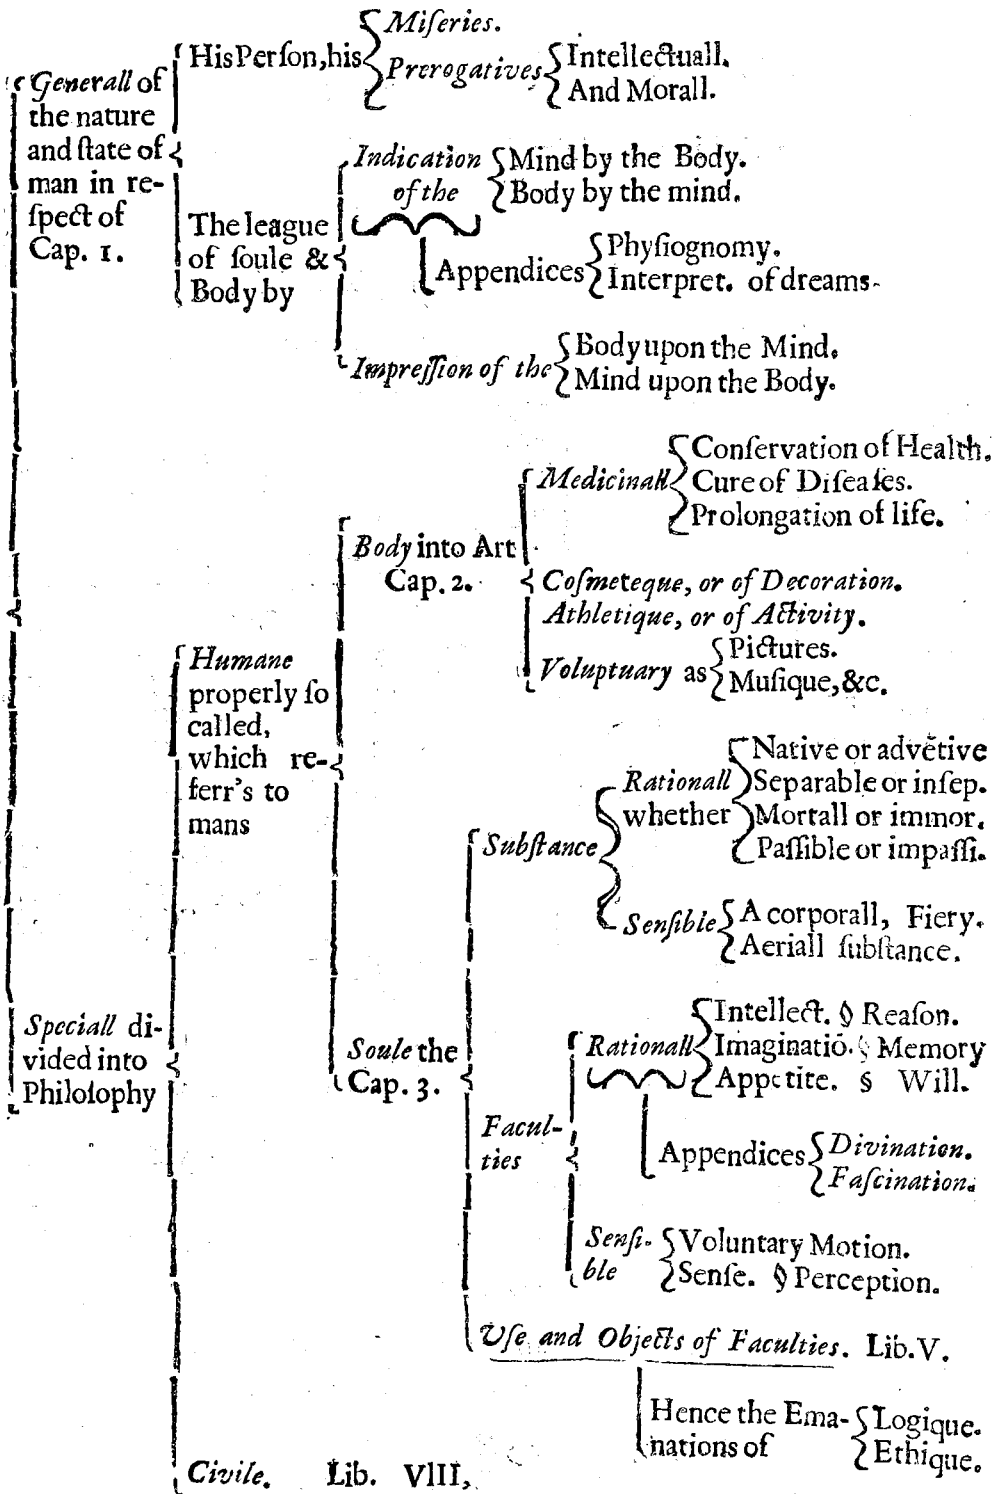 Generall of
the nature
and ſtate of
man in re-
ſpect of
Cap. 1.
His Perſon, his
Miſeries.
Prerogatives
Intellectuall.
And Morall.
The league
of ſoule &
Body by
Indication
of the
Mind by the Body.
Body by the mind.
Appendices
Phyſiognomy.
Interpret. of dreams.
Impreſſion of the
Body upon the Mind.
Mind upon the Body.
Speciall di-
vided into
Philoſophy
Humane
properly ſo
called,
which re-
ferr's to
mans
Body into Art
Cap. 2.
Medicinall
Conſervation of Health.
Cure of Diſeaſes.
Prolongation of life.
Coſmeteque, or of Decoration.
Athletique, or of Activity.
Voluptuary as
Pictures.
Muſique, &c.
Soule the
Cap. 3.
Subſtance
Rationall
whether
Native or advētive
Separable or inſep.
Mortall or immor.
Paſſible or impaſſi.
Senſible
A corporall, Fiery.
Aeriall ſubſtance.
Facul-
ties
Rationall
Intellect. § Reaſon.
Imaginatiō. § Memory
Appetite. § Will.
Appendices
Divination.
Faſcination.
Senſi-
ble
Voluntary Motion.
Senſe. § Perception.
Vſe and Objects of Faculties. Lib. V.
Hence the Ema-
nations of
Logique.
Ethique.
Civile. Lib. VIII,